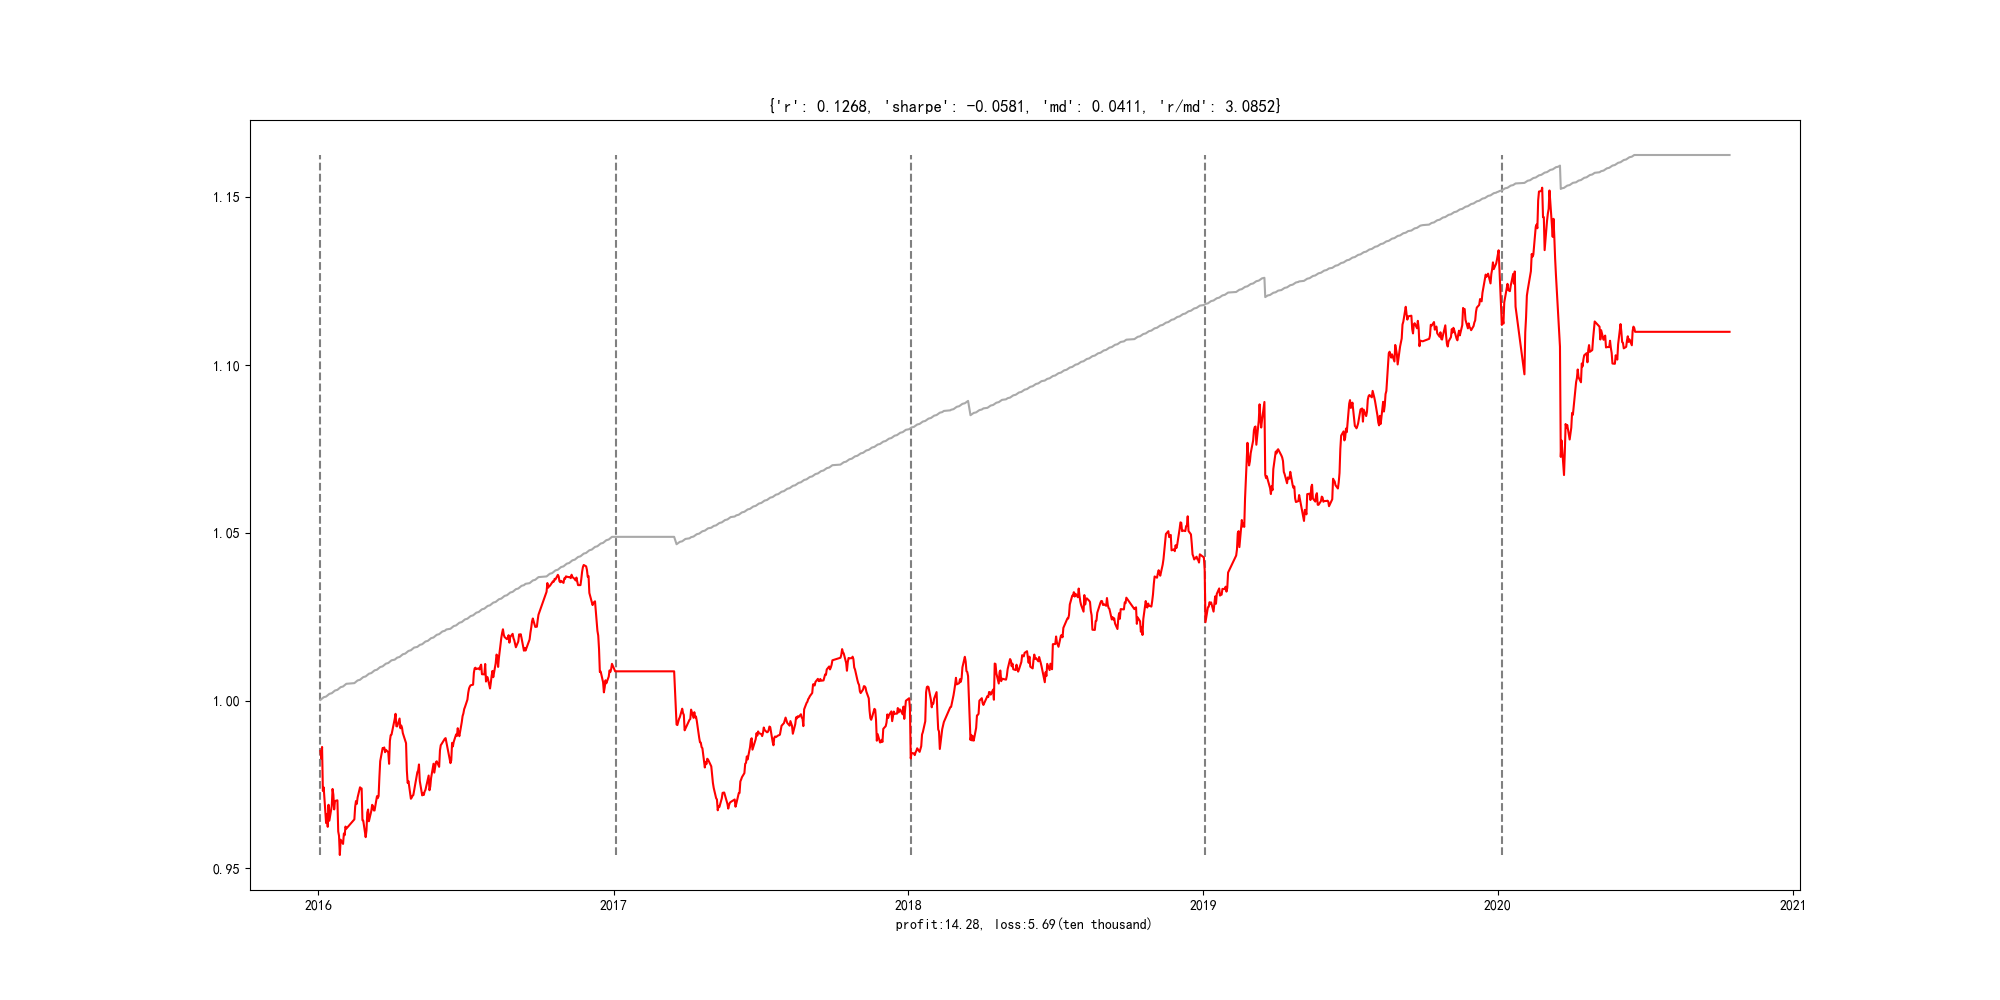 {'r': 0.1268, 'sharpe': -0.0581, 'md': 0.0411, 'r/md': 3.0852}
1.15
1.10
1.05
1.00
0.95
2016 2017 2018 2019 2020 2021
profit:14.28, loss:5.69(ten thousand)